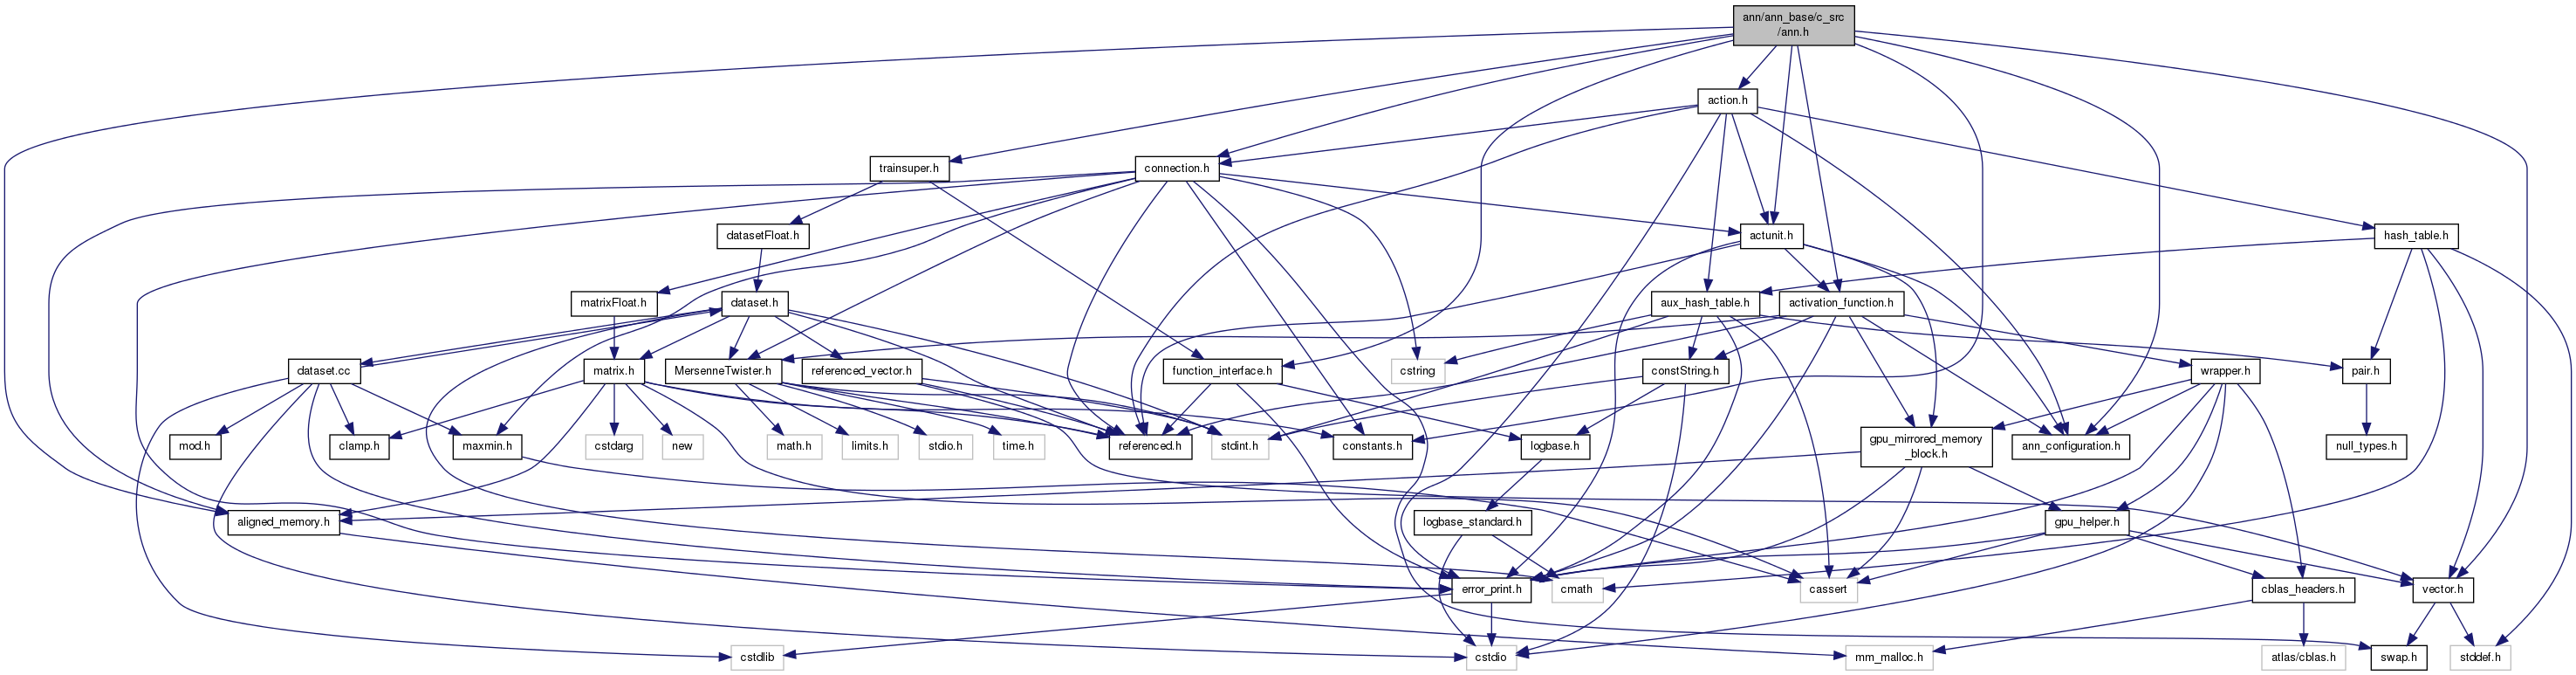 ann/ann_base/c_src
/ann.h
action.h
trainsuper.h
connection.h
datasetFloat.h
actunit.h
hash_table.h
matrixFloat.h
dataset.h
aux_hash_table.h
activation_function.h
dataset.cc
matrix.h
MersenneTwister.h
referenced_vector.h
function_interface.h
cstring
constString.h
pair.h
wrapper.h
mod.h
clamp.h
maxmin.h
cstdarg
new
math.h
limits.h
stdio.h
time.h
referenced.h
stdint.h
constants.h
logbase.h
gpu_mirrored_memory
_block.h
ann_configuration.h
null_types.h
aligned_memory.h
logbase_standard.h
gpu_helper.h
error_print.h
cmath
cassert
cblas_headers.h
vector.h
cstdlib
cstdio
mm_malloc.h
atlas/cblas.h
swap.h
stddef.h